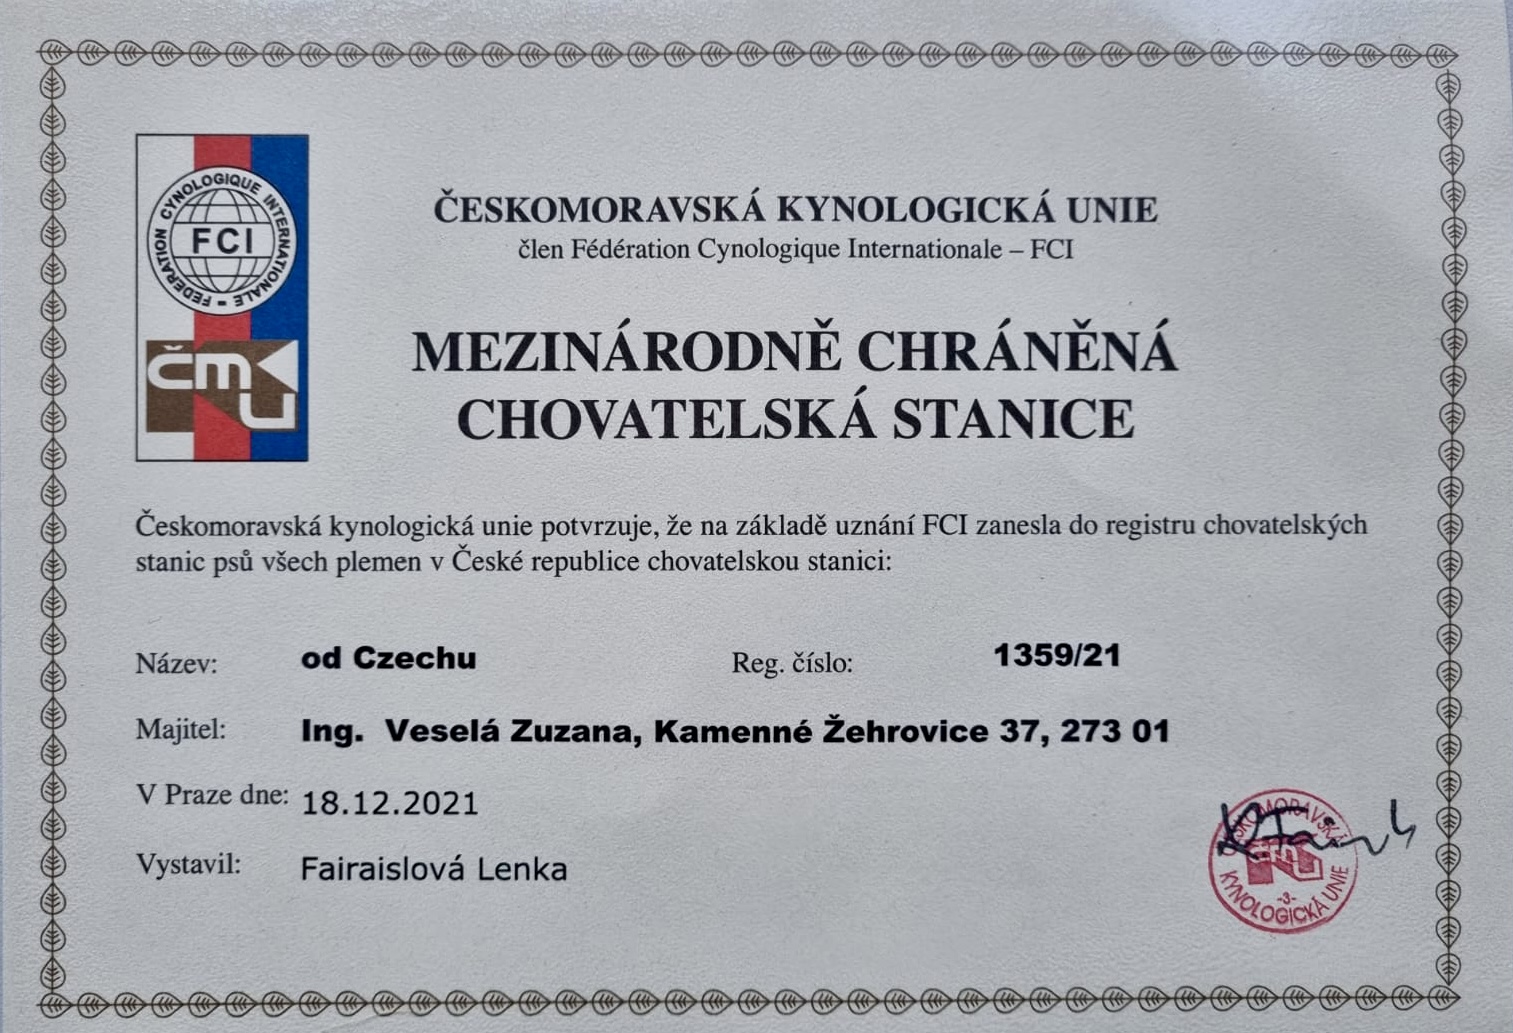 FEDERATION CYNOLOGIQUE INTERNATIONALE –
FCI
čmku
ČESKOMORAVSKÁ KYNOLOGICKÁ UNIE
člen Fédération Cynologique Internationale – FCI
MEZINÁRODNĚ CHRÁNĚNÁ
CHOVATELSKÁ STANICE
Českomoravská kynologická unie potvrzuje, že na základě uznání FCI zanesla do registru chovatelských
stanic psů všech plemen v České republice chovatelskou stanici:
Název: od Czechu Reg. číslo: 1359/21
Majitel: Ing. Veselá Zuzana, Kamenné Žehrovice 37, 273 01
V Praze dne: 18.12.2021
Vystavil: Fairaislová Lenka
ČESKOMORAVSKÁ
čmku
-3-
KYNOLOGICKÁ UNIE